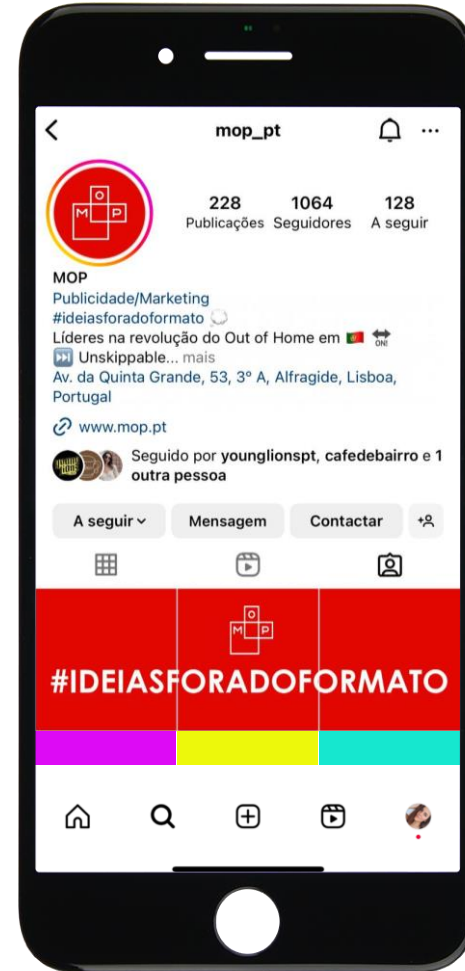 mop_pt
228 1064 128
Publicações Seguidores A seguir
MOP
Publicidade/Marketing
#ideiasforadoformato
Líderes na revolução do Out of Home em 🇵🇹 🔛
⏭️ Unskippable... mais
Av. da Quinta Grande, 53, 3º A, Alfragide, Lisboa,
Portugal
www.mop.pt
Seguido por younglionspt, cafedebairro e 1
outra pessoa
A seguir Mensagem Contactar
MOP
#IDEIASFORADOFORMATO